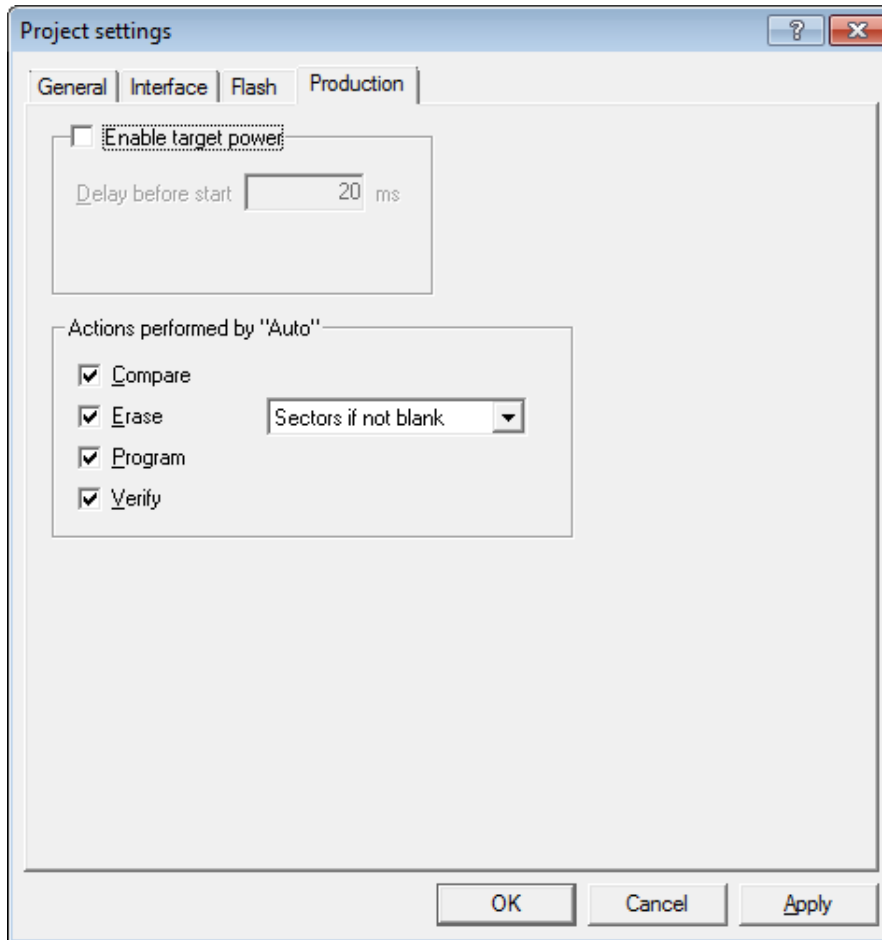 Project settings
General Interface Flash Production
Enable target power
Delay before start 20 ms
Actions performed by "Auto"
Compare
Erase Sectors if not blank
Program
Verify
OK Cancel Apply